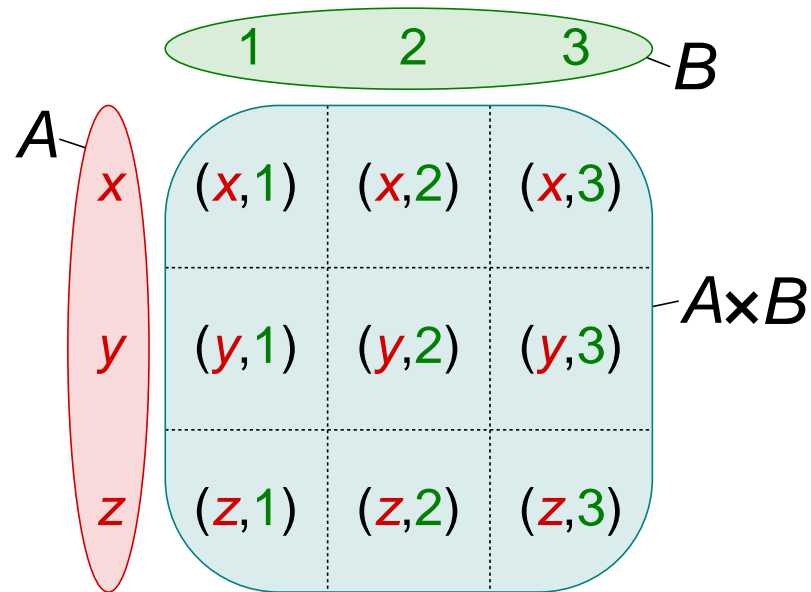 1 2 3
B
A
x (x,1) (x,2) (x,3)
A×B
y (y,1) (y,2) (y,3)
z (z,1) (z,2) (z,3)